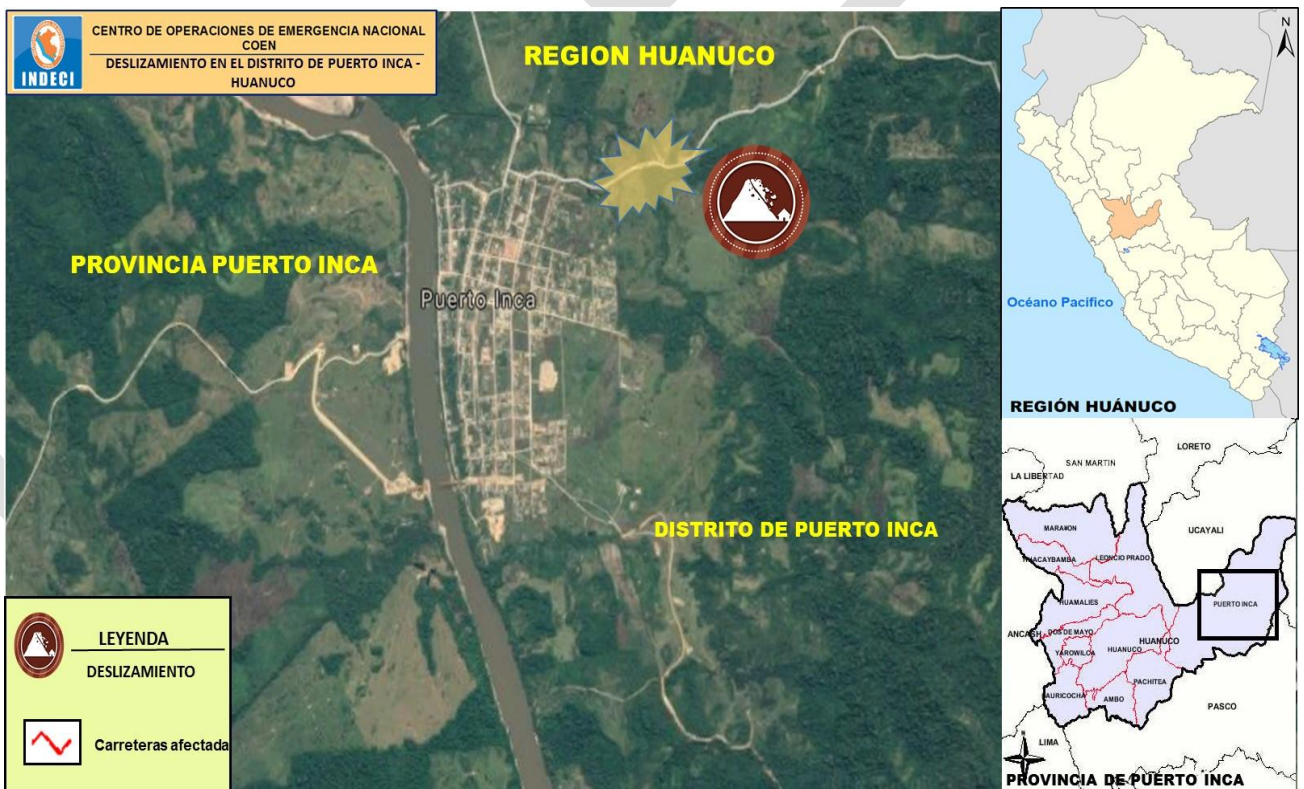 INDECI
CENTRO DE OPERACIONES DE EMERGENCIA NACIONAL
COEN
DESLIZAMIENTO EN EL DISTRITO DE PUERTO INCA -
HUANUCO
REGION HUANUCO
PROVINCIA PUERTO INCA
Puerto Inca
DISTRITO DE PUERTO INCA
LEYENDA
DESLIZAMIENTO
Carreteras afectada
N
Océano Pacífico
REGIÓN HUÁNUCO
LORETO
SAN MARTIN
LA LIBERTAD
UCAYALI
MARAÑON
HUACAYBAMBA
LEONCIO PRADO
PUERTO INCA
HUAMALIES
ANCASH
DOS DE MAYO
HUANUCO
YAROWILCA
HUANUCO
PACHITEA
LAURICOCHA
AMBO
PASCO
LIMA
PROVINCIA DE PUERTO INCA